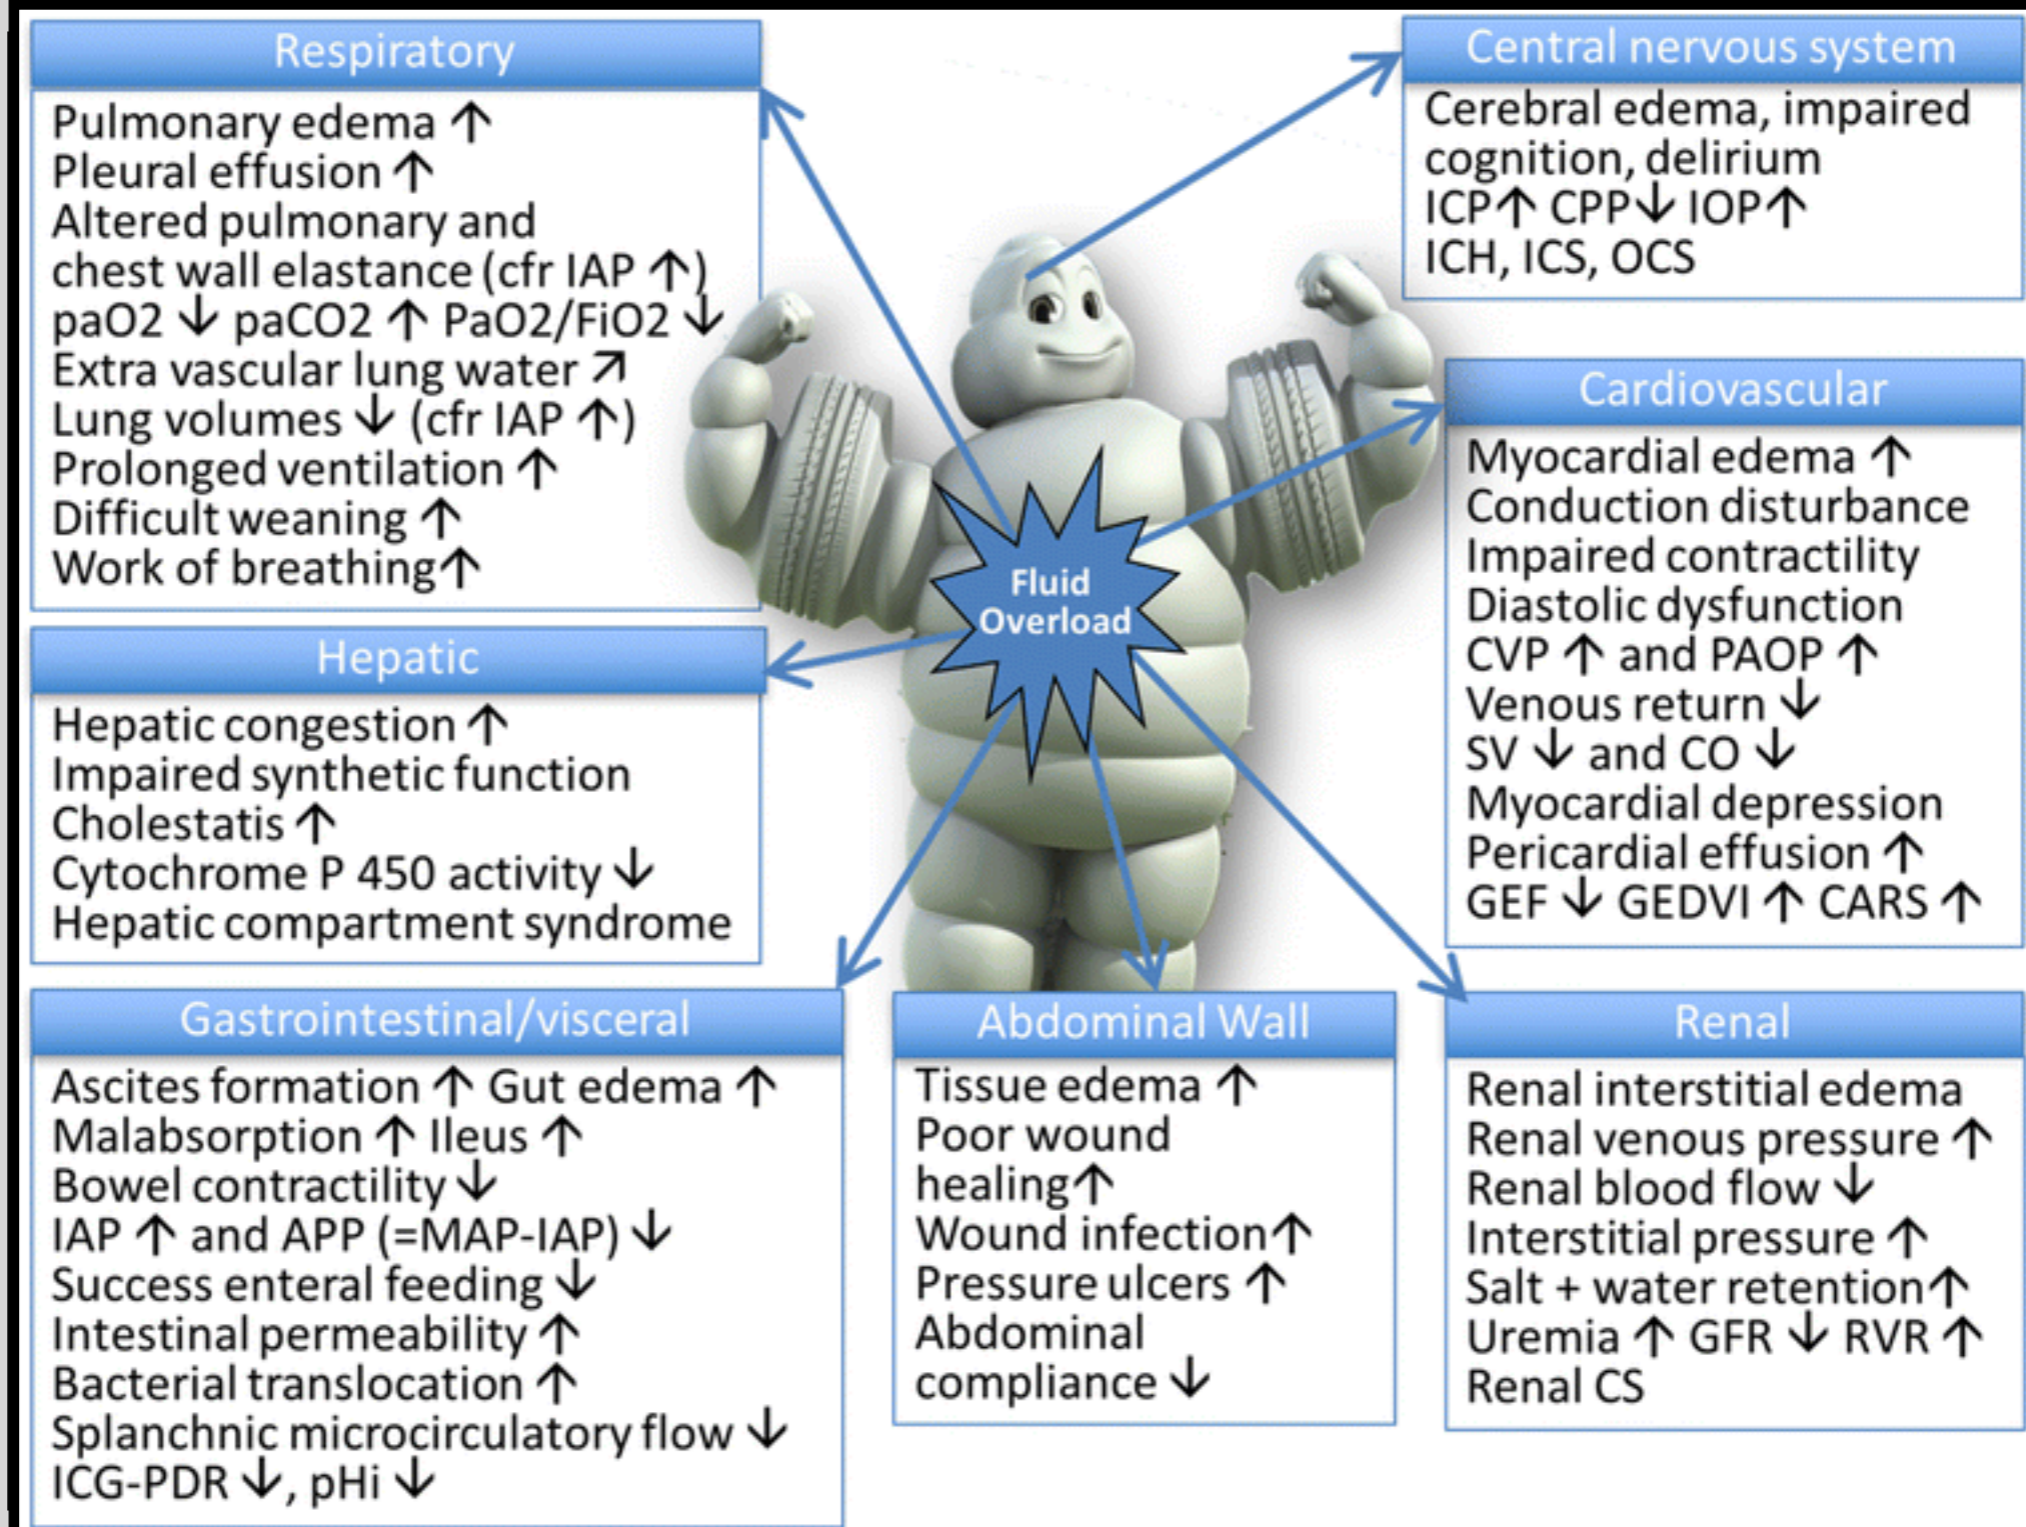 Respiratory
Pulmonary edema ↑
Pleural effusion ↑
Altered pulmonary and
chest wall elastance (cfr IAP ↑)
paO2 ↓ paCO2 ↑ PaO2/FiO2 ↓
Extra vascular lung water ↗
Lung volumes ↓ (cfr IAP ↑)
Prolonged ventilation ↑
Difficult weaning ↑
Work of breathing↑
Central nervous system
Cerebral edema, impaired
cognition, delirium
ICP↑ CPP↓ IOP↑
ICH, ICS, OCS
Cardiovascular
Myocardial edema ↑
Conduction disturbance
Impaired contractility
Diastolic dysfunction
CVP ↑ and PAOP ↑
Venous return ↓
SV ↓ and CO ↓
Myocardial depression
Pericardial effusion ↑
GEF ↓ GEDVI ↑ CARS ↑
Fluid
Overload
Hepatic
Hepatic congestion ↑
Impaired synthetic function
Cholestatis ↑
Cytochrome P 450 activity ↓
Hepatic compartment syndrome
Gastrointestinal/visceral
Ascites formation ↑ Gut edema ↑
Malabsorption ↑ Ileus ↑
Bowel contractility ↓
IAP ↑ and APP (=MAP-IAP) ↓
Success enteral feeding ↓
Intestinal permeability ↑
Bacterial translocation ↑
Splanchnic microcirculatory flow ↓
ICG-PDR ↓, pHi ↓
Abdominal Wall
Tissue edema ↑
Poor wound
healing↑
Wound infection↑
Pressure ulcers ↑
Abdominal
compliance ↓
Renal
Renal interstitial edema
Renal venous pressure ↑
Renal blood flow ↓
Interstitial pressure ↑
Salt + water retention↑
Uremia ↑ GFR ↓ RVR ↑
Renal CS